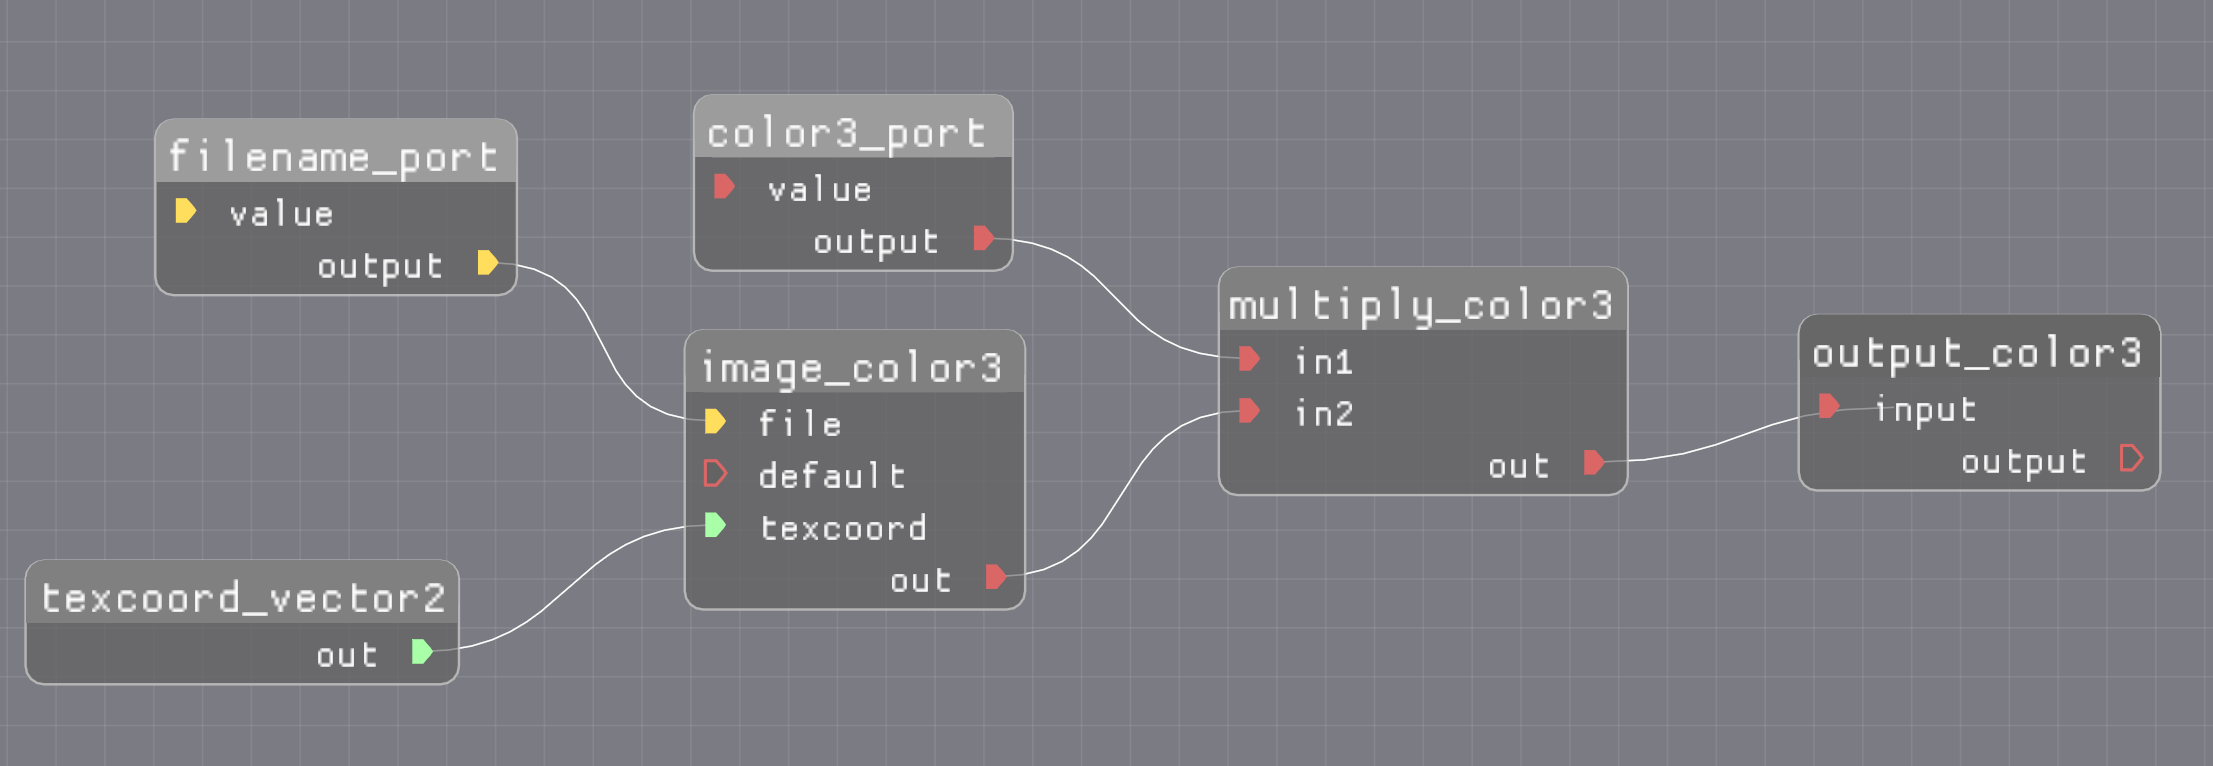 filename_port
value
output
color3_port
value
output
image_color3
file
default
texcoord
out
texcoord_vector2
out
multiply_color3
in1
in2
out
output_color3
input
output